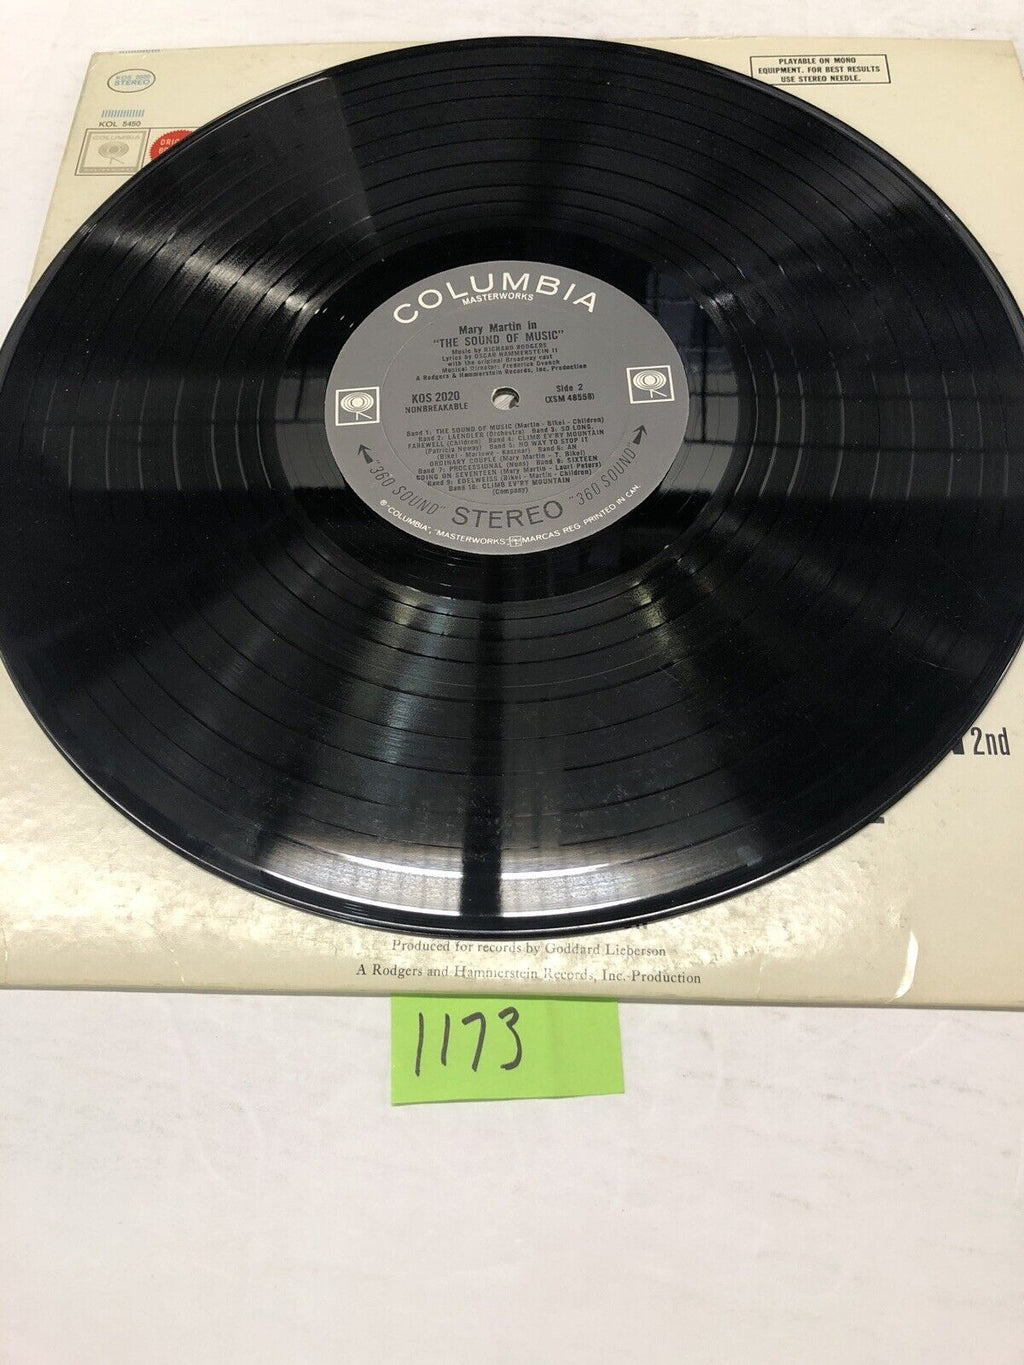 KOS 2020
STEREO
KOL 5450
COLUMBIA
PLAYABLE ON MONO
EQUIPMENT. FOR BEST RESULTS
USE STEREO NEEDLE.
COLUMBIA
MASTERWORKS
Mary Martin in
"THE SOUND OF MUSIC"
Music by RICHARD RODGERS
Lyrics by OSCAR HAMMERSTEIN II
with the original Broadway cast
Musical Director: Frederick Dvonch
A Rodgers & Hammerstein Records, Inc. Production
KOS 2020
NONBREAKABLE
Side 2
(XSM 48558)
Band 1: THE SOUND OF MUSIC (Martin - Bikel - Children)
Band 2: LAENDLER (Orchestra) Band 3: SO LONG,
FAREWELL (Children) Band 4: CLIMB EV'RY MOUNTAIN
(Patricia Neway) Band 5: NO WAY TO STOP IT
(Bikel - Marlowe - Kasznar) Band 6: AN
ORDINARY COUPLE (Mary Martin - T. Bikel)
Band 7: PROCESSIONAL (Nuns) Band 8: SIXTEEN
GOING ON SEVENTEEN (Mary Martin - Lauri Peters)
Band 9: EDELWEISS (Bikel - Martin - Children)
Band 10: CLIMB EV'RY MOUNTAIN
(Company)
"360 SOUND" STEREO "360 SOUND"
® "COLUMBIA", "MASTERWORKS", MARCAS REG. PRINTED IN CAN.
2nd
Produced for records by Goddard Lieberson
A Rodgers and Hammerstein Records, Inc. Production
1173